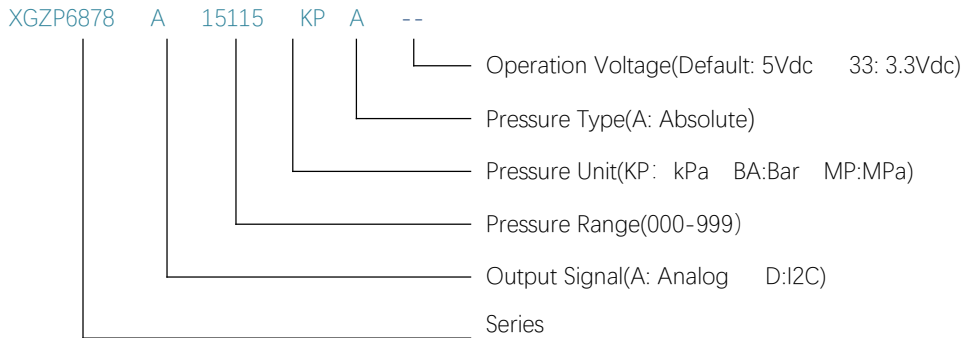 XGZP6878 A 15115 KP A --
Operation Voltage(Default: 5Vdc 33: 3.3Vdc)
Pressure Type(A: Absolute)
Pressure Unit(KP： kPa BA:Bar MP:MPa)
Pressure Range(000-999）
Output Signal(A: Analog D:I2C)
Series